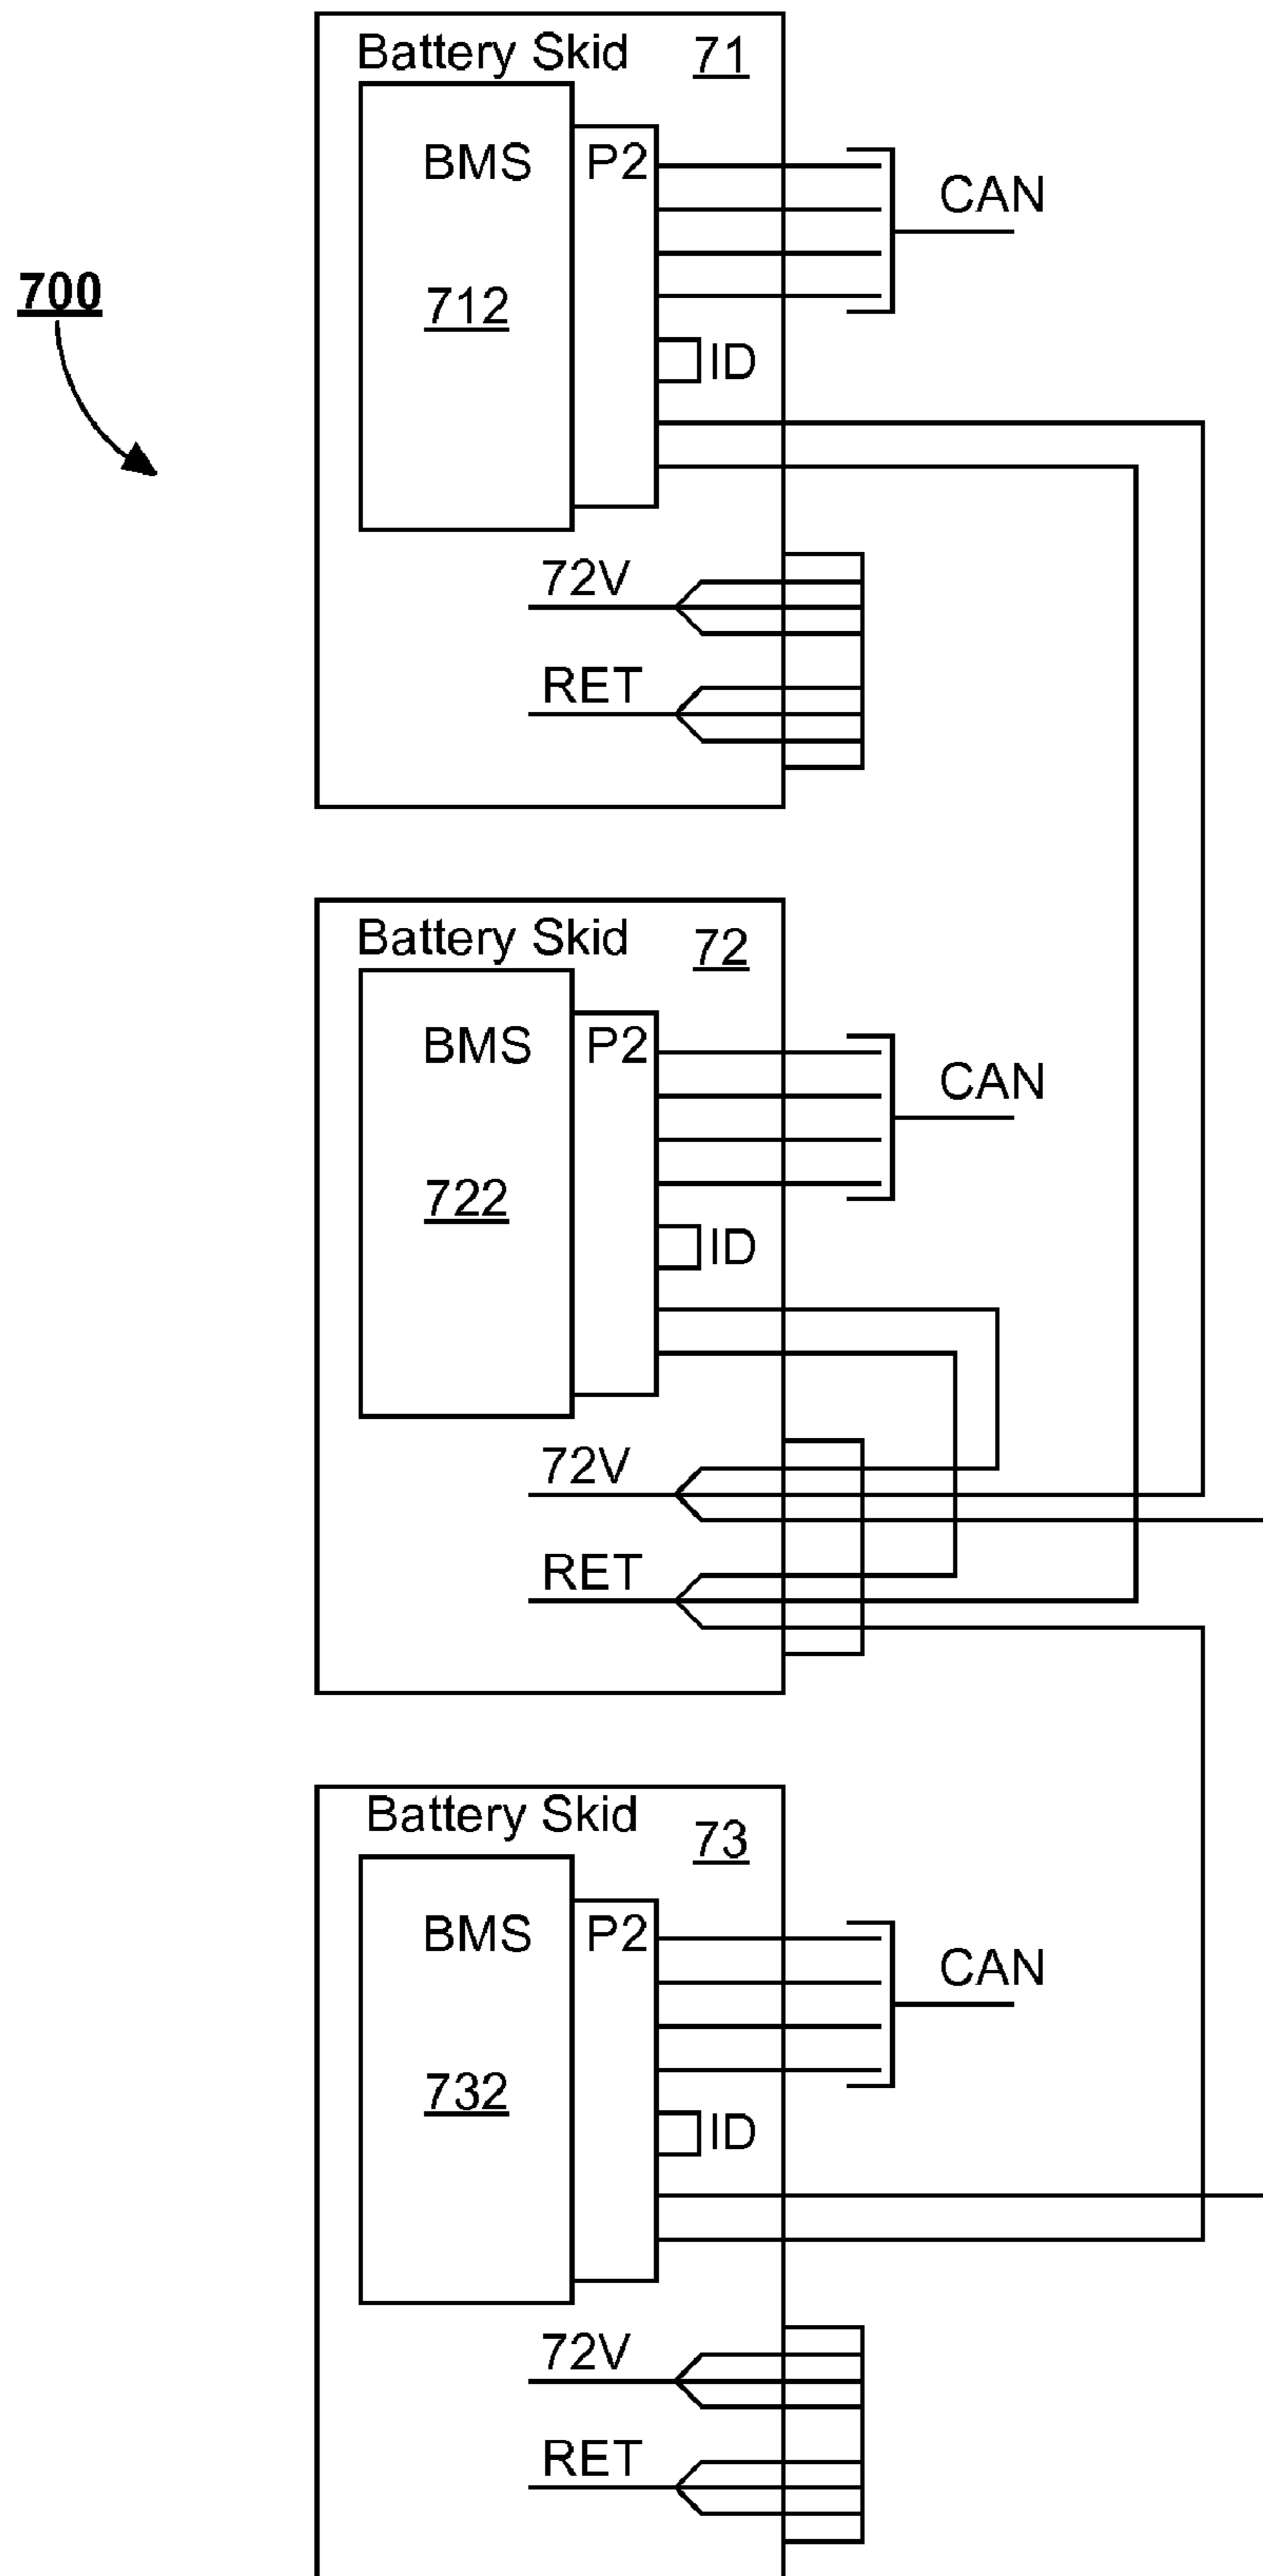 700
Battery Skid 71
BMS P2
CAN
712
ID
72V
RET
Battery Skid 72
BMS P2
CAN
722
ID
72V
RET
Battery Skid 73
BMS P2
CAN
732
ID
72V
RET